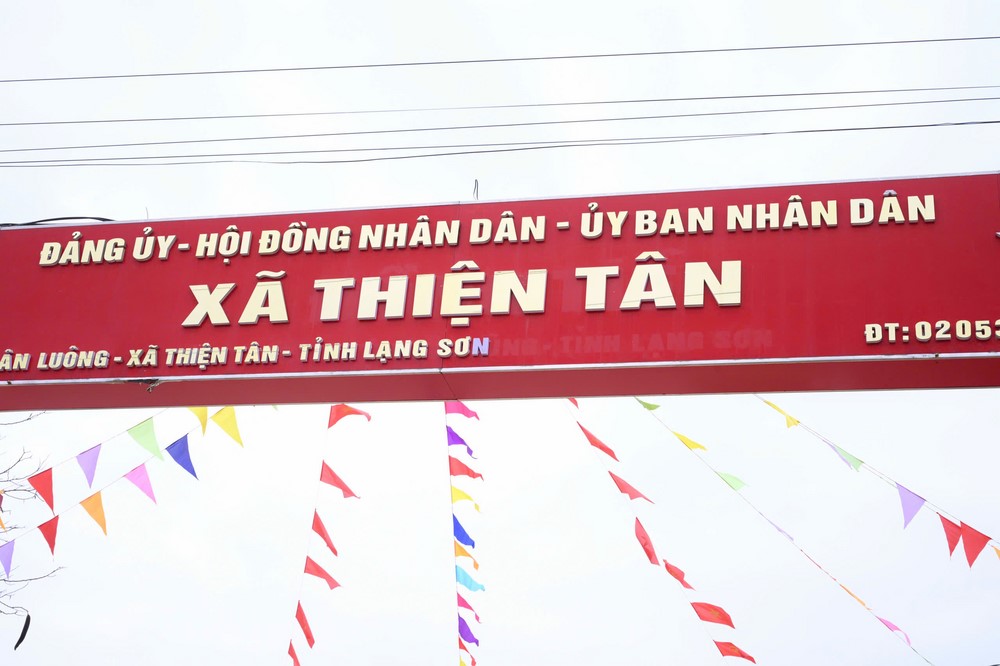 ĐẢNG ỦY - HỘI ĐỒNG NHÂN DÂN - ỦY BAN NHÂN DÂN
XÃ THIỆN TÂN
ÂN LUÔNG - XÃ THIỆN TÂN - TỈNH LẠNG SƠN
ĐT: 02053